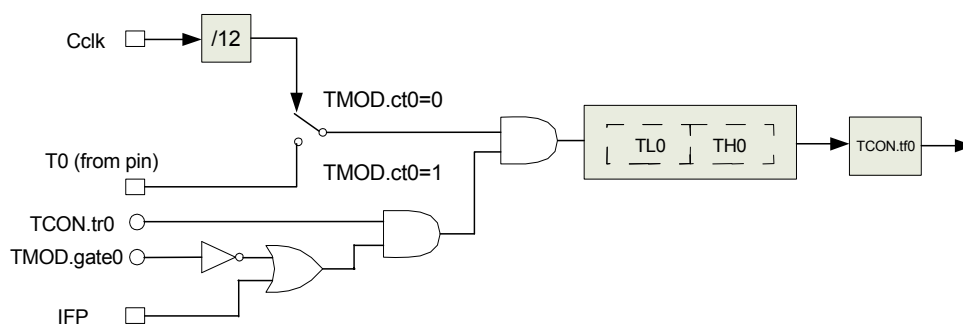 Cclk
/12
TMOD.ct0=0
T0 (from pin)
TMOD.ct0=1
TL0
TH0
TCON.tf0
TCON.tr0
TMOD.gate0
IFP